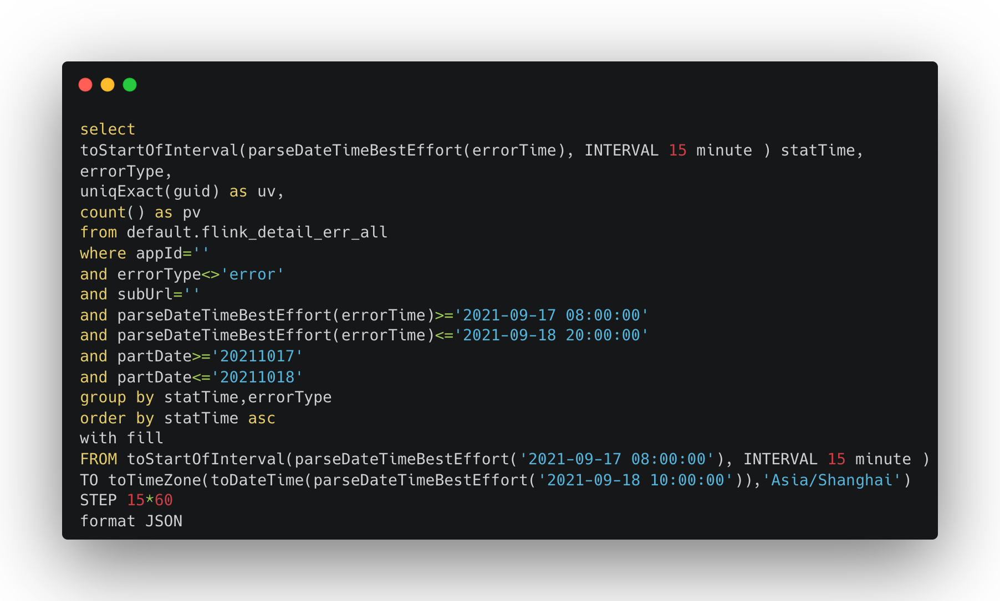 select
toStartOfInterval(parseDateTimeBestEffort(errorTime), INTERVAL 15 minute ) statTime,
errorType,
uniqExact(guid) as uv,
count() as pv
from default.flink_detail_err_all
where appId=''
and errorType<>'error'
and subUrl=''
and parseDateTimeBestEffort(errorTime)>='2021-09-17 08:00:00'
and parseDateTimeBestEffort(errorTime)<='2021-09-18 20:00:00'
and partDate>='20211017'
and partDate<='20211018'
group by statTime,errorType
order by statTime asc
with fill
FROM toStartOfInterval(parseDateTimeBestEffort('2021-09-17 08:00:00'), INTERVAL 15 minute )
TO toTimeZone(toDateTime(parseDateTimeBestEffort('2021-09-18 10:00:00')),'Asia/Shanghai')
STEP 15*60
format JSON